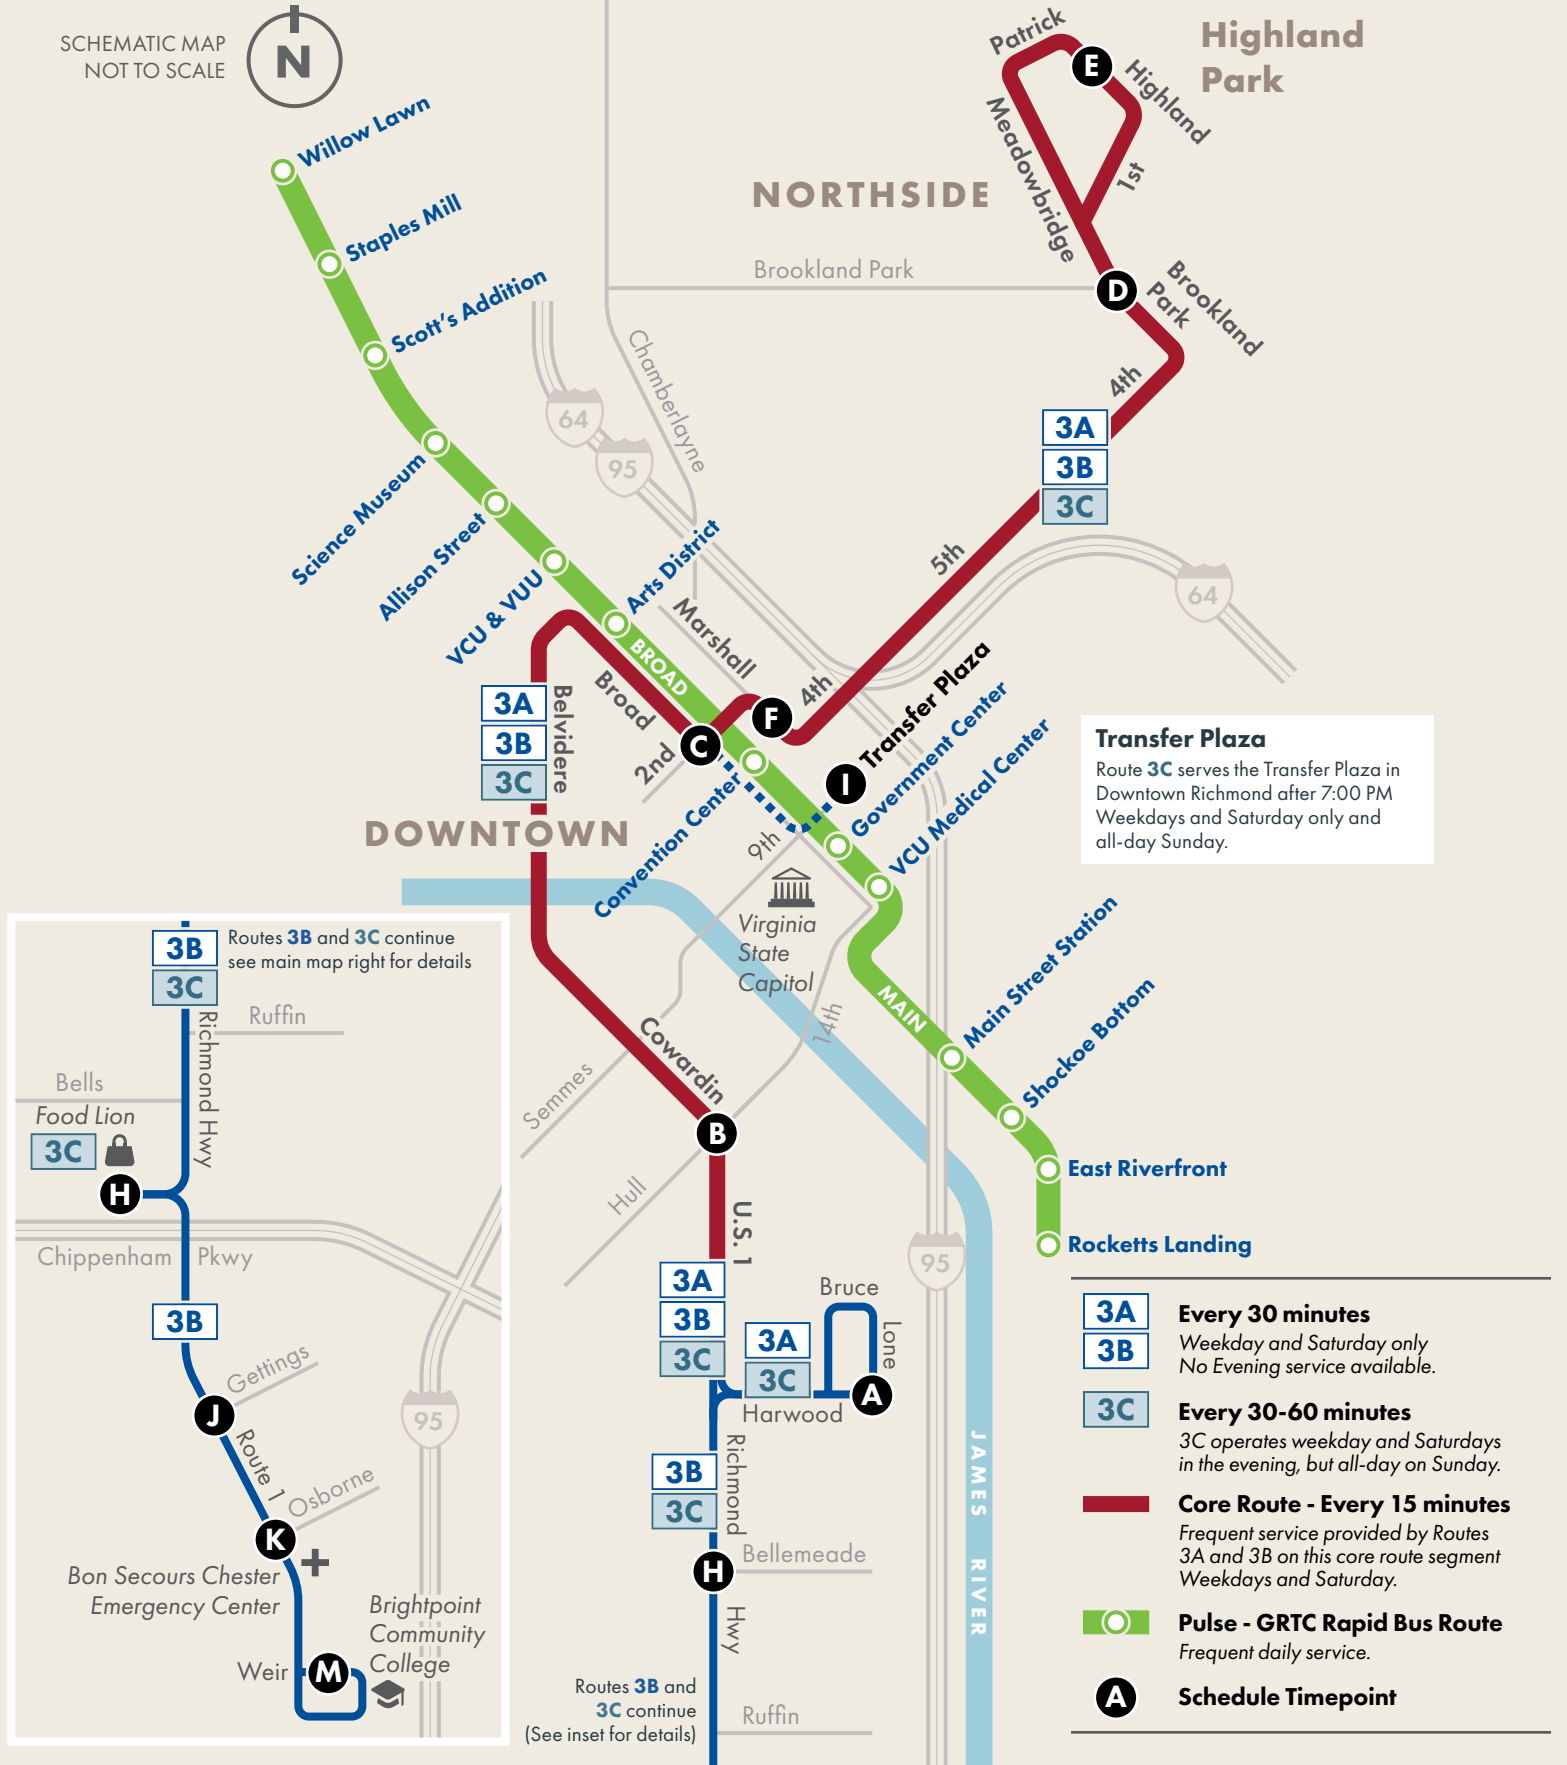 SCHEMATIC MAP
NOT TO SCALE
N
Highland
Park
Patrick
E
Highland
Meadowbridge
1st
NORTHSIDE
Willow Lawn
Staples Mill
Scott's Addition
Brookland Park
D
Brookland
Park
Chamberlayne
64
95
4th
3A
3B
3C
Science Museum
Allison Street
VCU & VUU
Arts District
5th
64
Marshall
BROAD
Broad
4th
F
C
2nd
Transfer Plaza
I
Government Center
VCU Medical Center
3A
3B
3C
Belvidere
Convention Center
9th
DOWNTOWN
Transfer Plaza
Route 3C serves the Transfer Plaza in
Downtown Richmond after 7:00 PM
Weekdays and Saturday only and
all-day Sunday.
Virginia
State
Capitol
14th
MAIN
Main Street Station
Shockoe Bottom
East Riverfront
Rocketts Landing
Cowardin
Semmes
B
Hull
U.S. 1
95
3A
3B
3C
3A
3C
Bruce
Lone
A
Harwood
Richmond
3B
3C
H
Bellemeade
Hwy
JAMES RIVER
Routes 3B and
3C continue
(See inset for details)
Ruffin
3B
3C
Routes 3B and 3C continue
see main map right for details
Richmond Hwy
Ruffin
Bells
Food Lion
3C
H
Chippenham Pkwy
3B
Gettings
J
95
Route 1
Osborne
K
Bon Secours Chester
Emergency Center
Brightpoint
Community
College
Weir
M
3A
3B
Every 30 minutes
Weekday and Saturday only
No Evening service available.
3C
Every 30-60 minutes
3C operates weekday and Saturdays
in the evening, but all-day on Sunday.
Core Route - Every 15 minutes
Frequent service provided by Routes
3A and 3B on this core route segment
Weekdays and Saturday.
Pulse - GRTC Rapid Bus Route
Frequent daily service.
A
Schedule Timepoint